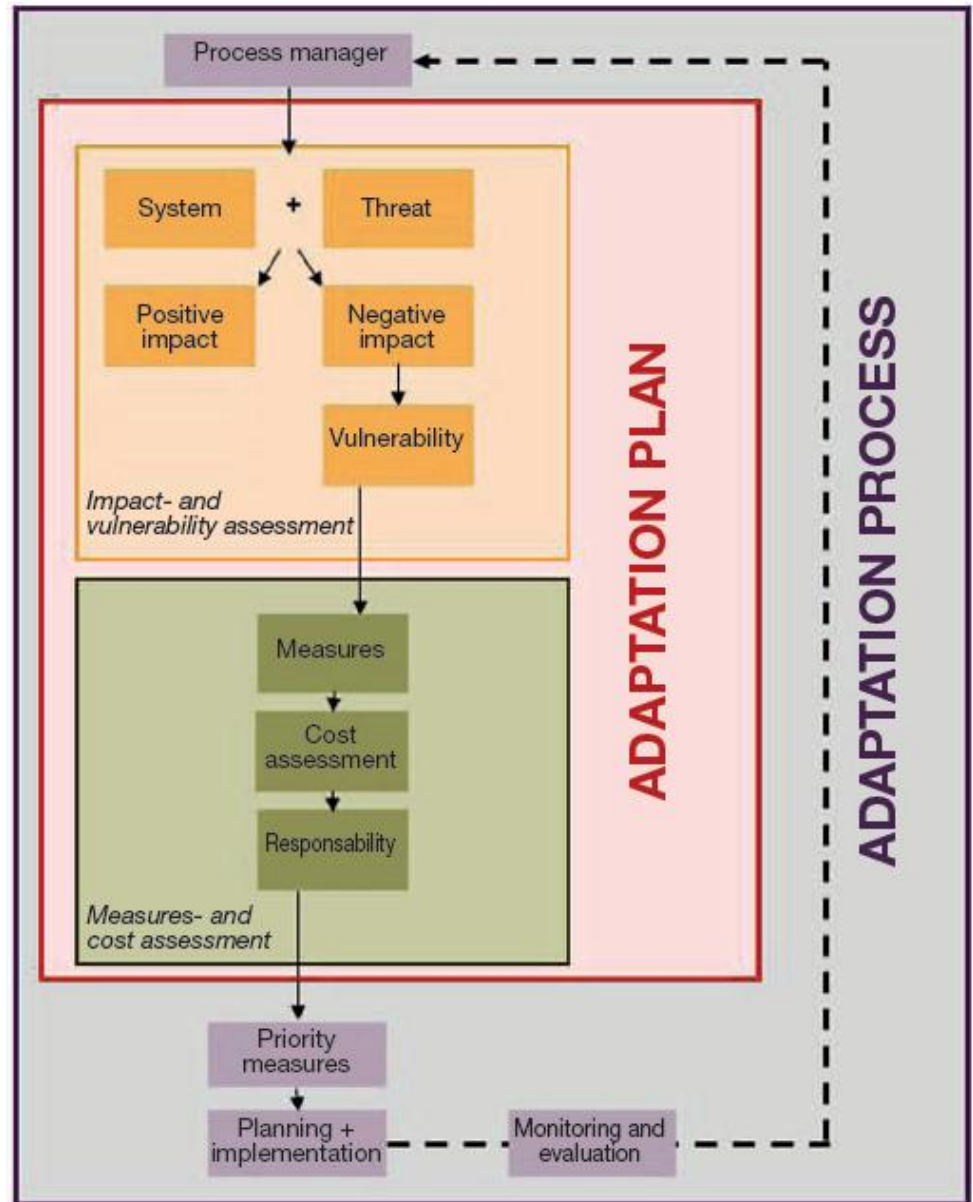 Process manager
System
+
Threat
Positive
impact
Negative
impact
Vulnerability
Impact- and
vulnerability assessment
Measures
Cost
assessment
Responsability
Measures- and
cost assessment
ADAPTATION PLAN
ADAPTATION PROCESS
Priority
measures
Planning +
implementation
Monitoring and
evaluation